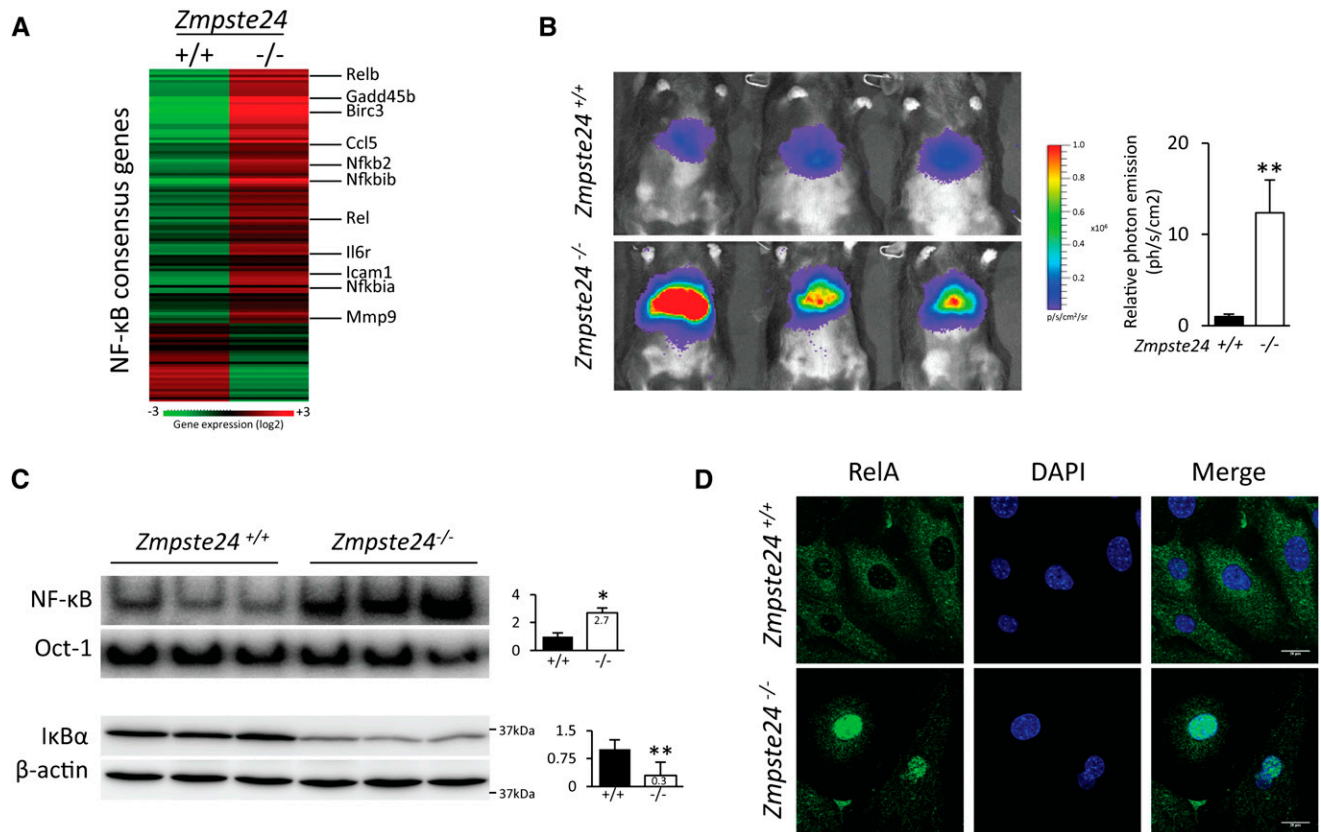 A
Zmpste24
+/+ -/-
NF-κB consensus genes
Relb
Gadd45b
Birc3
Ccl5
Nfkb2
Nfkbib
Rel
Il6r
Icam1
Nfkbia
Mmp9
-3 +3
Gene expression (log2)
B
Zmpste24 +/+
Zmpste24 -/-
1.0
0.8
0.6
x10⁶
0.4
0.2
p/s/cm²/sr
Relative photon emission
(ph/s/cm2)
20
10
0
**
Zmpste24 +/+ -/-
C
Zmpste24 +/+ Zmpste24-/-
NF-κB
Oct-1
4
2
0
*
2.7
+/+ -/-
IκBα
β-actin
37kDa
37kDa
1.5
0.75
0
**
0.3
+/+ -/-
D
RelA DAPI Merge
Zmpste24 +/+
Zmpste24 -/-